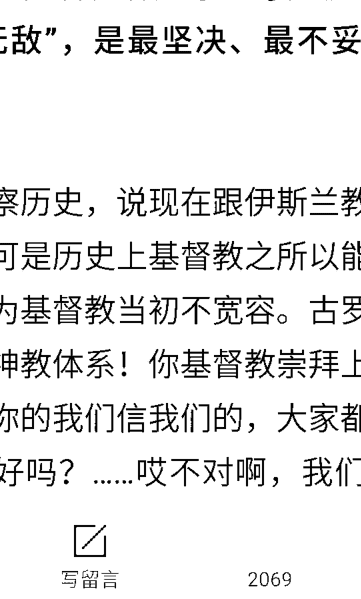 无敌”，是最坚决、最不妥
察历史，说现在跟伊斯兰教
可是历史上基督教之所以能
为基督教当初不宽容。古罗
神教体系！你基督教崇拜上
你的我们信我们的，大家都
好吗？……哎不对啊，我们
写留言 2069